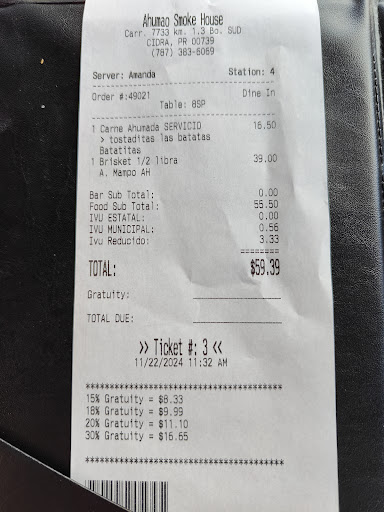 Ahumao Smoke House
Carr. 7733 km. 1.3 Bo. SUD
CIDRA, PR 00739
(787) 383-6069
Server: Amanda Station: 4
Order #:49021 Dine In
Table: 8SP
1 Carne Ahumada SERVICIO 16.50
> tostaditas las batatas
Batatitas
1 Brisket 1/2 libra 39.00
A. Mampo AH
Bar Sub Total: 0.00
Food Sub Total: 55.50
IVU ESTATAL: 0.00
IVU MUNICIPAL: 0.56
Ivu Reducido: 3.33
========
TOTAL: $59.39
Gratuity:
TOTAL DUE:
>> Ticket #: 3 <<
11/22/2024 11:32 AM
****************************************
15% Gratuity = $8.33
18% Gratuity = $9.99
20% Gratuity = $11.10
30% Gratuity = $16.65
****************************************